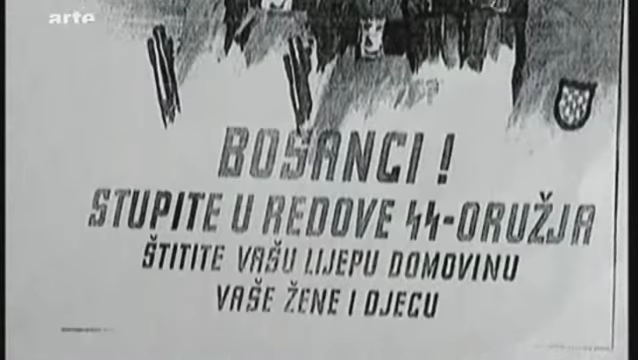 arte
BOSANCI !
STUPITE U REDOVE SS-ORUŽJA
ŠTITITE VAŠU LIJEPU DOMOVINU
VAŠE ŽENE I DJECU